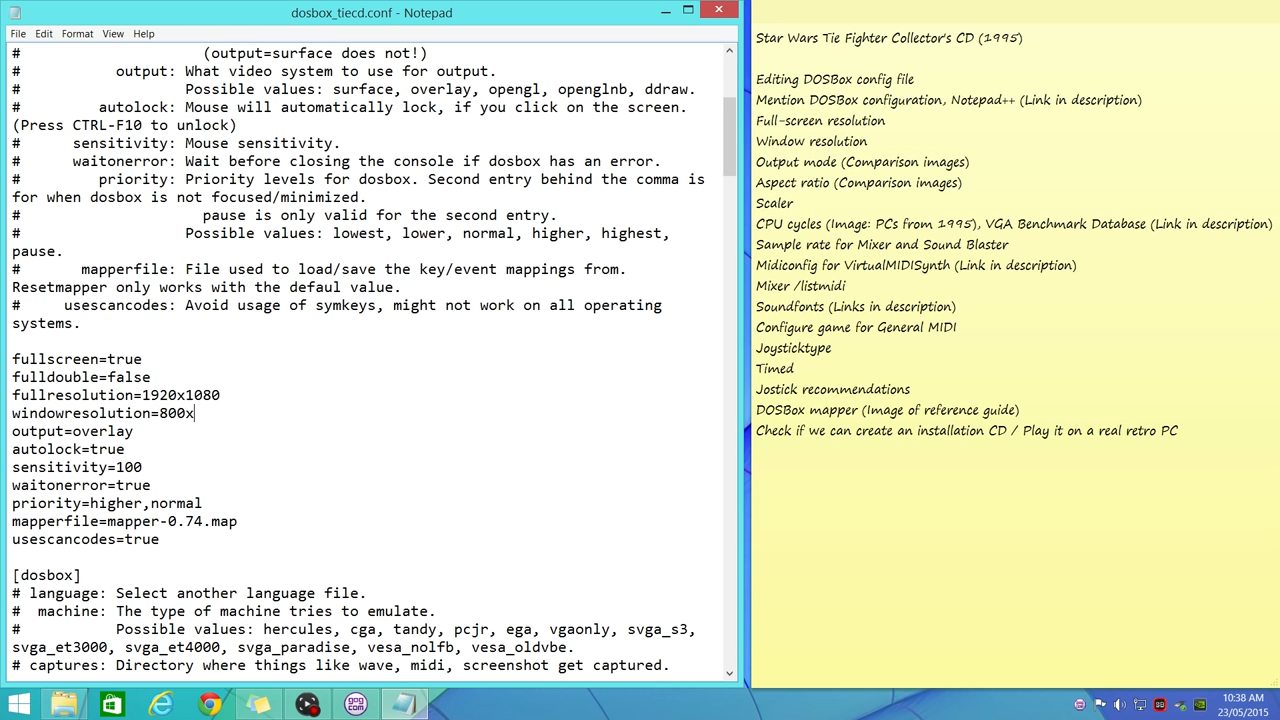 dosbox_tiecd.conf - Notepad
File Edit Format View Help
# (output=surface does not!)
# output: What video system to use for output.
# Possible values: surface, overlay, opengl, openglnb, ddraw.
# autolock: Mouse will automatically lock, if you click on the screen.
(Press CTRL-F10 to unlock)
# sensitivity: Mouse sensitivity.
# waitonerror: Wait before closing the console if dosbox has an error.
# priority: Priority levels for dosbox. Second entry behind the comma is
for when dosbox is not focused/minimized.
# pause is only valid for the second entry.
# Possible values: lowest, lower, normal, higher, highest,
pause.
# mapperfile: File used to load/save the key/event mappings from.
Resetmapper only works with the defaul value.
# usescancodes: Avoid usage of symkeys, might not work on all operating
systems.
fullscreen=true
fulldouble=false
fullresolution=1920x1080
windowresolution=800x
output=overlay
autolock=true
sensitivity=100
waitonerror=true
priority=higher,normal
mapperfile=mapper-0.74.map
usescancodes=true
[dosbox]
# language: Select another language file.
# machine: The type of machine tries to emulate.
# Possible values: hercules, cga, tandy, pcjr, ega, vgaonly, svga_s3,
svga_et3000, svga_et4000, svga_paradise, vesa_nolfb, vesa_oldvbe.
# captures: Directory where things like wave, midi, screenshot get captured.
Star Wars Tie Fighter Collector's CD (1995)
Editing DOSBox config file
Mention DOSBox configuration, Notepad++ (Link in description)
Full-screen resolution
Window resolution
Output mode (Comparison images)
Aspect ratio (Comparison images)
Scaler
CPU cycles (Image: PCs from 1995), VGA Benchmark Database (Link in description)
Sample rate for Mixer and Sound Blaster
Midiconfig for VirtualMIDISynth (Link in description)
Mixer /listmidi
Soundfonts (Links in description)
Configure game for General MIDI
Joysticktype
Timed
Jostick recommendations
DOSBox mapper (Image of reference guide)
Check if we can create an installation CD / Play it on a real retro PC
gog
com
10:38 AM
23/05/2015